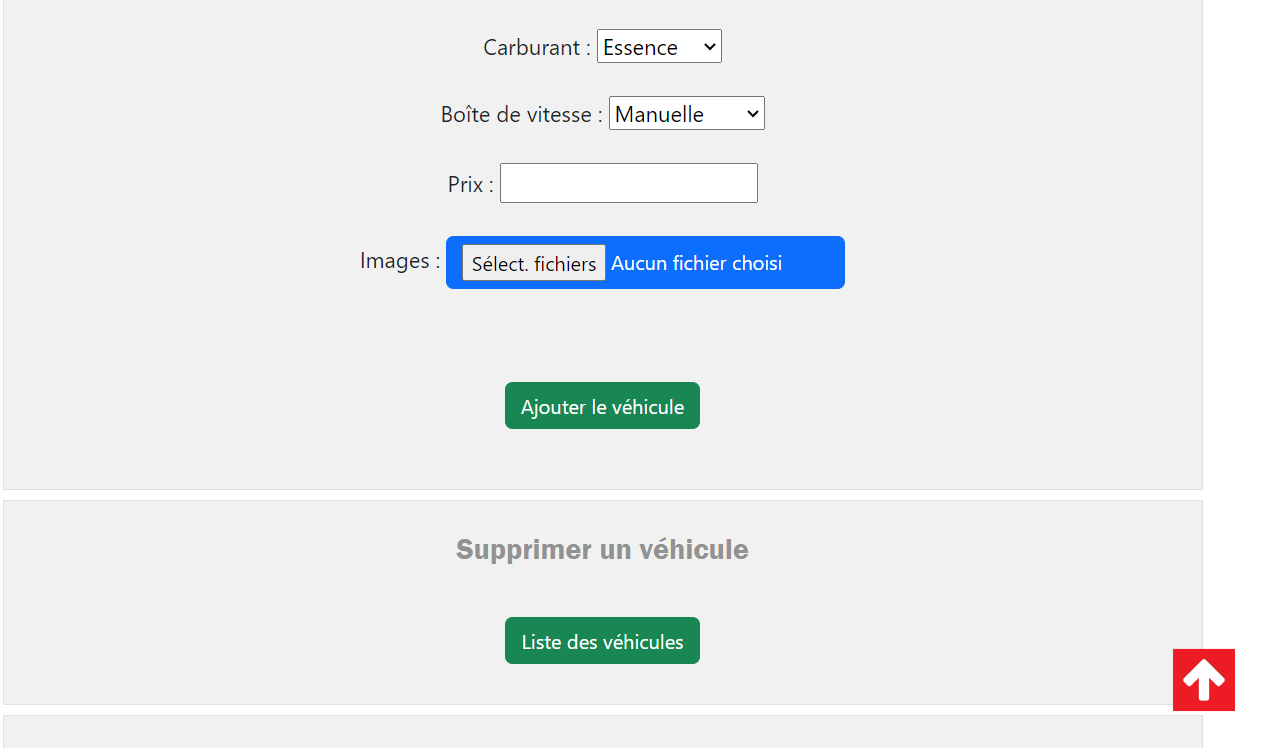 Carburant : Essence
Boîte de vitesse : Manuelle
Prix :
Images : Sélect. fichiers Aucun fichier choisi
Ajouter le véhicule
Supprimer un véhicule
Liste des véhicules